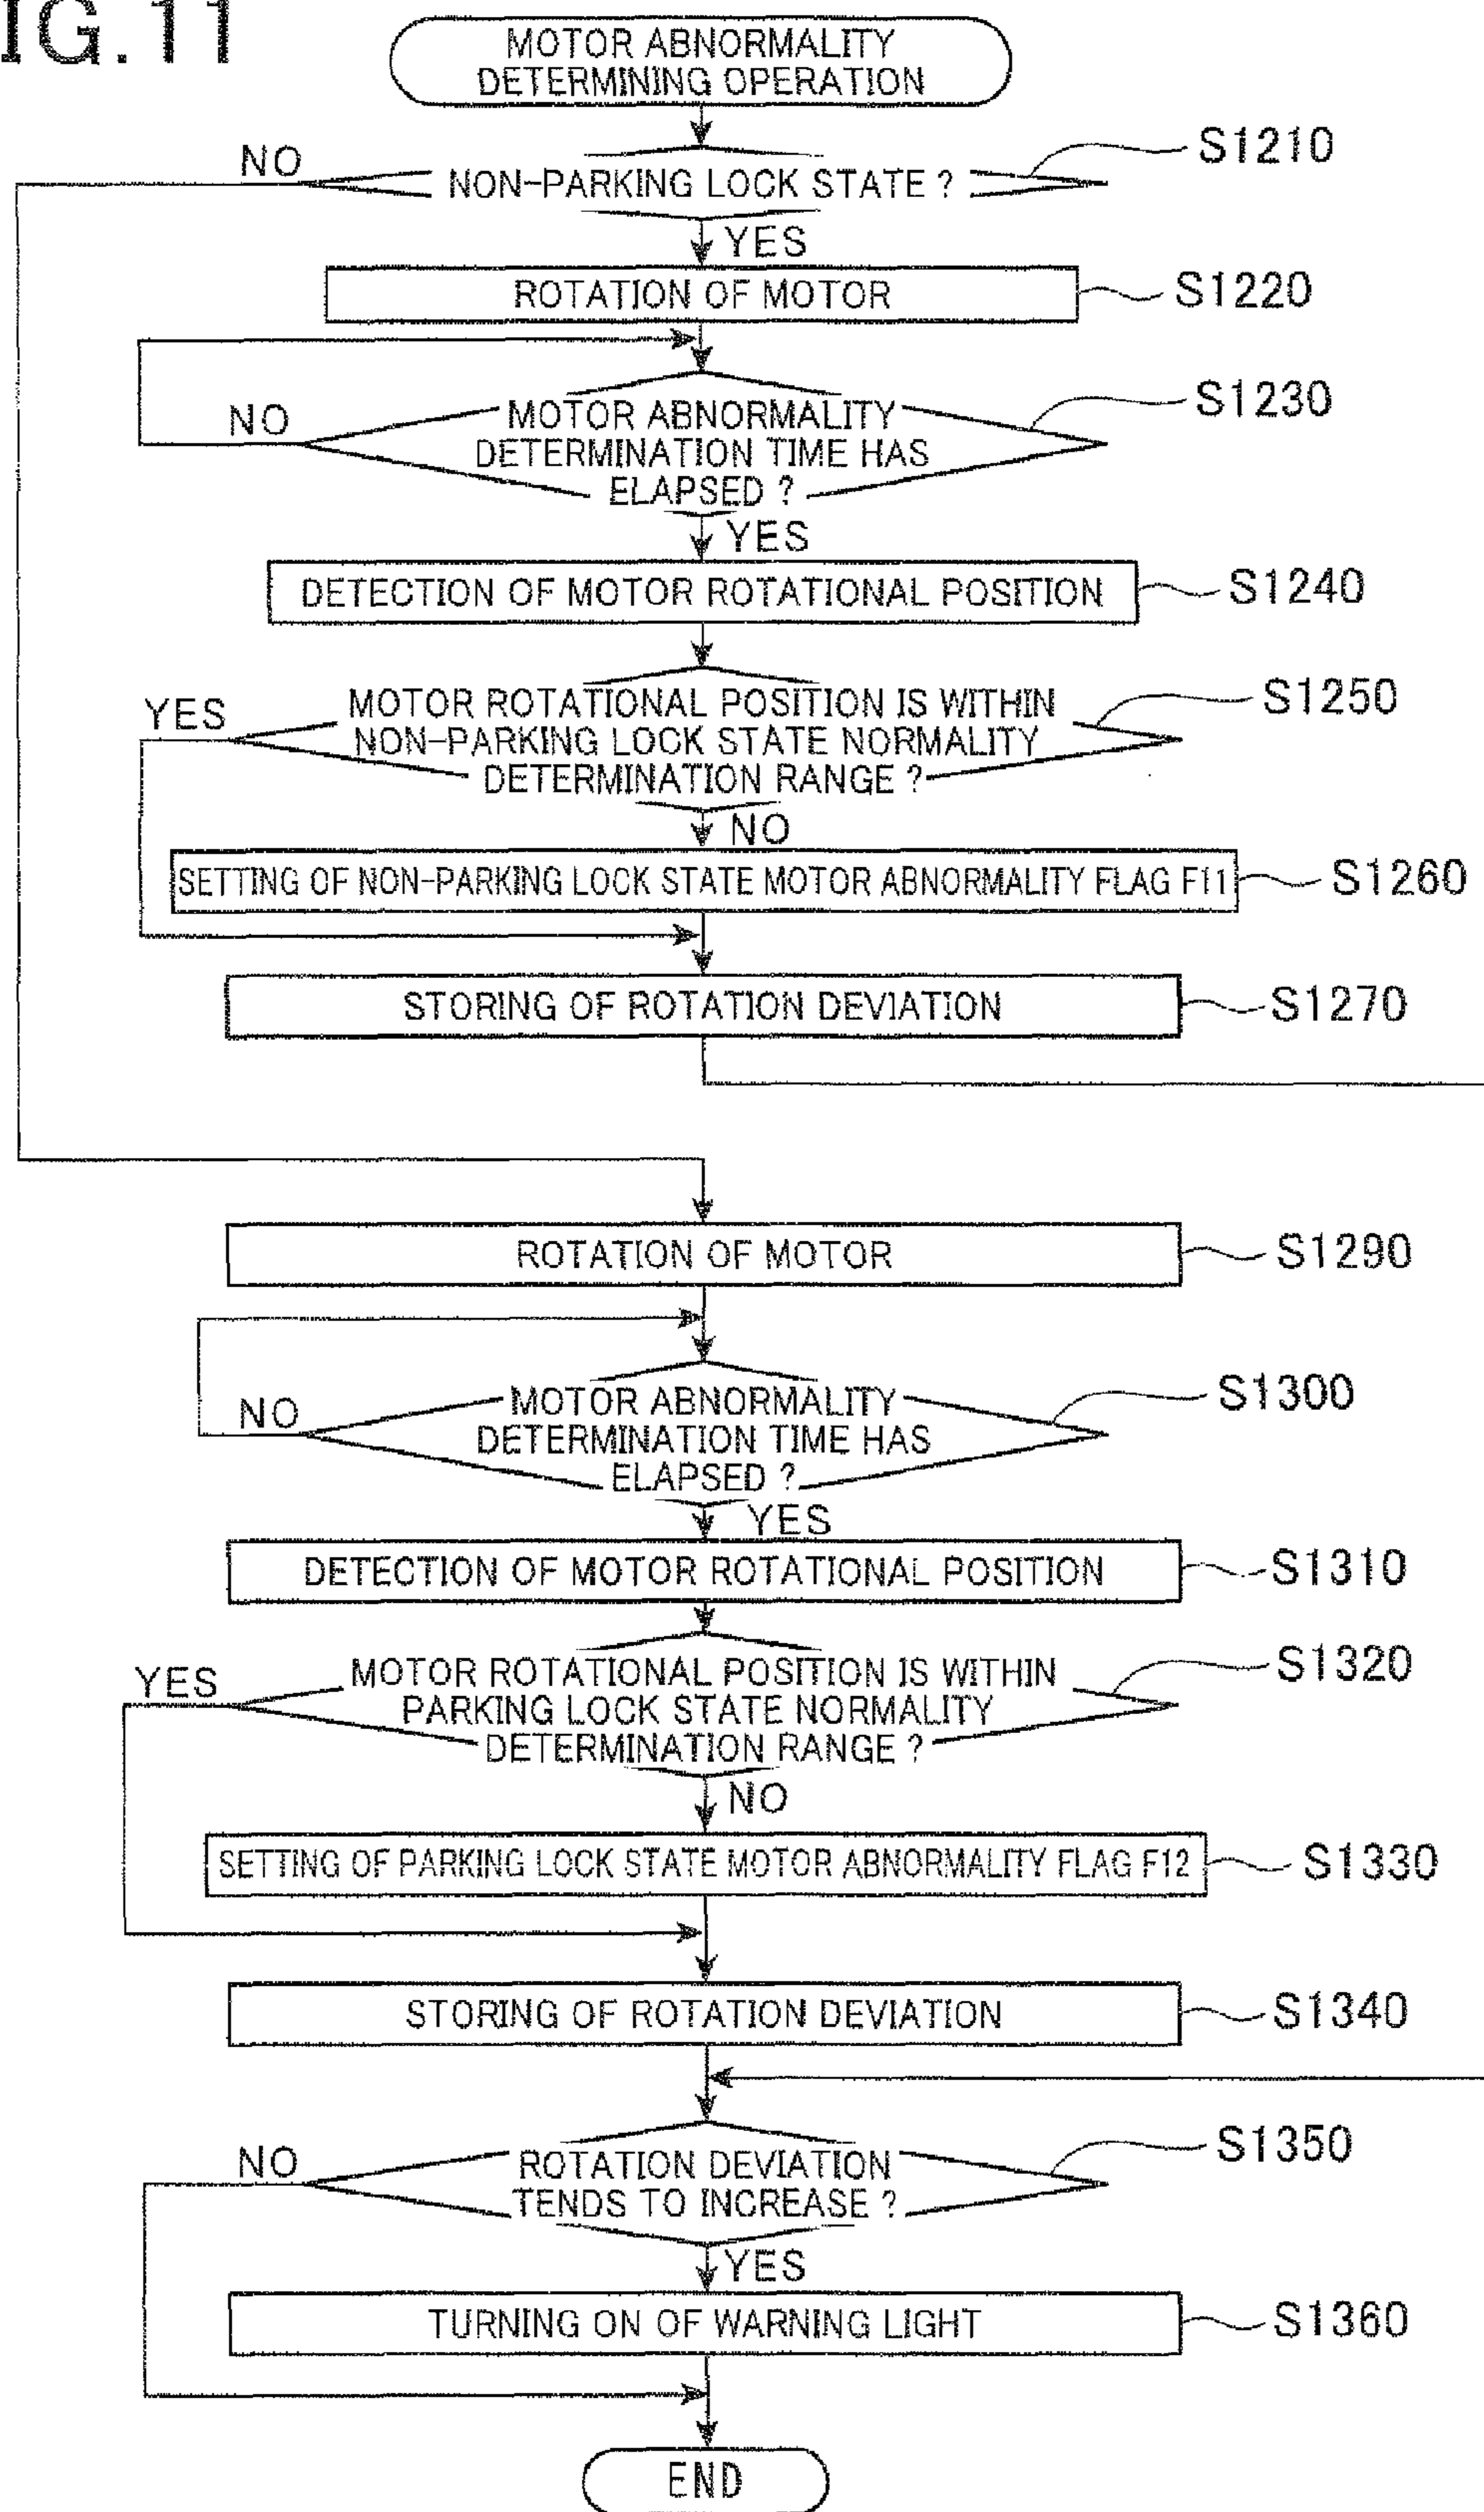 IG.11
MOTOR ABNORMALITY
DETERMINING OPERATION
S1210
NO
NON-PARKING LOCK STATE ?
YES
ROTATION OF MOTOR
S1220
S1230
NO
MOTOR ABNORMALITY
DETERMINATION TIME HAS
ELAPSED ?
YES
DETECTION OF MOTOR ROTATIONAL POSITION
S1240
S1250
YES
MOTOR ROTATIONAL POSITION IS WITHIN
NON-PARKING LOCK STATE NORMALITY
DETERMINATION RANGE ?
NO
SETTING OF NON-PARKING LOCK STATE MOTOR ABNORMALITY FLAG F11
S1260
STORING OF ROTATION DEVIATION
S1270
ROTATION OF MOTOR
S1290
S1300
NO
MOTOR ABNORMALITY
DETERMINATION TIME HAS
ELAPSED ?
YES
DETECTION OF MOTOR ROTATIONAL POSITION
S1310
S1320
YES
MOTOR ROTATIONAL POSITION IS WITHIN
PARKING LOCK STATE NORMALITY
DETERMINATION RANGE ?
NO
SETTING OF PARKING LOCK STATE MOTOR ABNORMALITY FLAG F12
S1330
STORING OF ROTATION DEVIATION
S1340
S1350
NO
ROTATION DEVIATION
TENDS TO INCREASE ?
YES
TURNING ON OF WARNING LIGHT
S1360
END